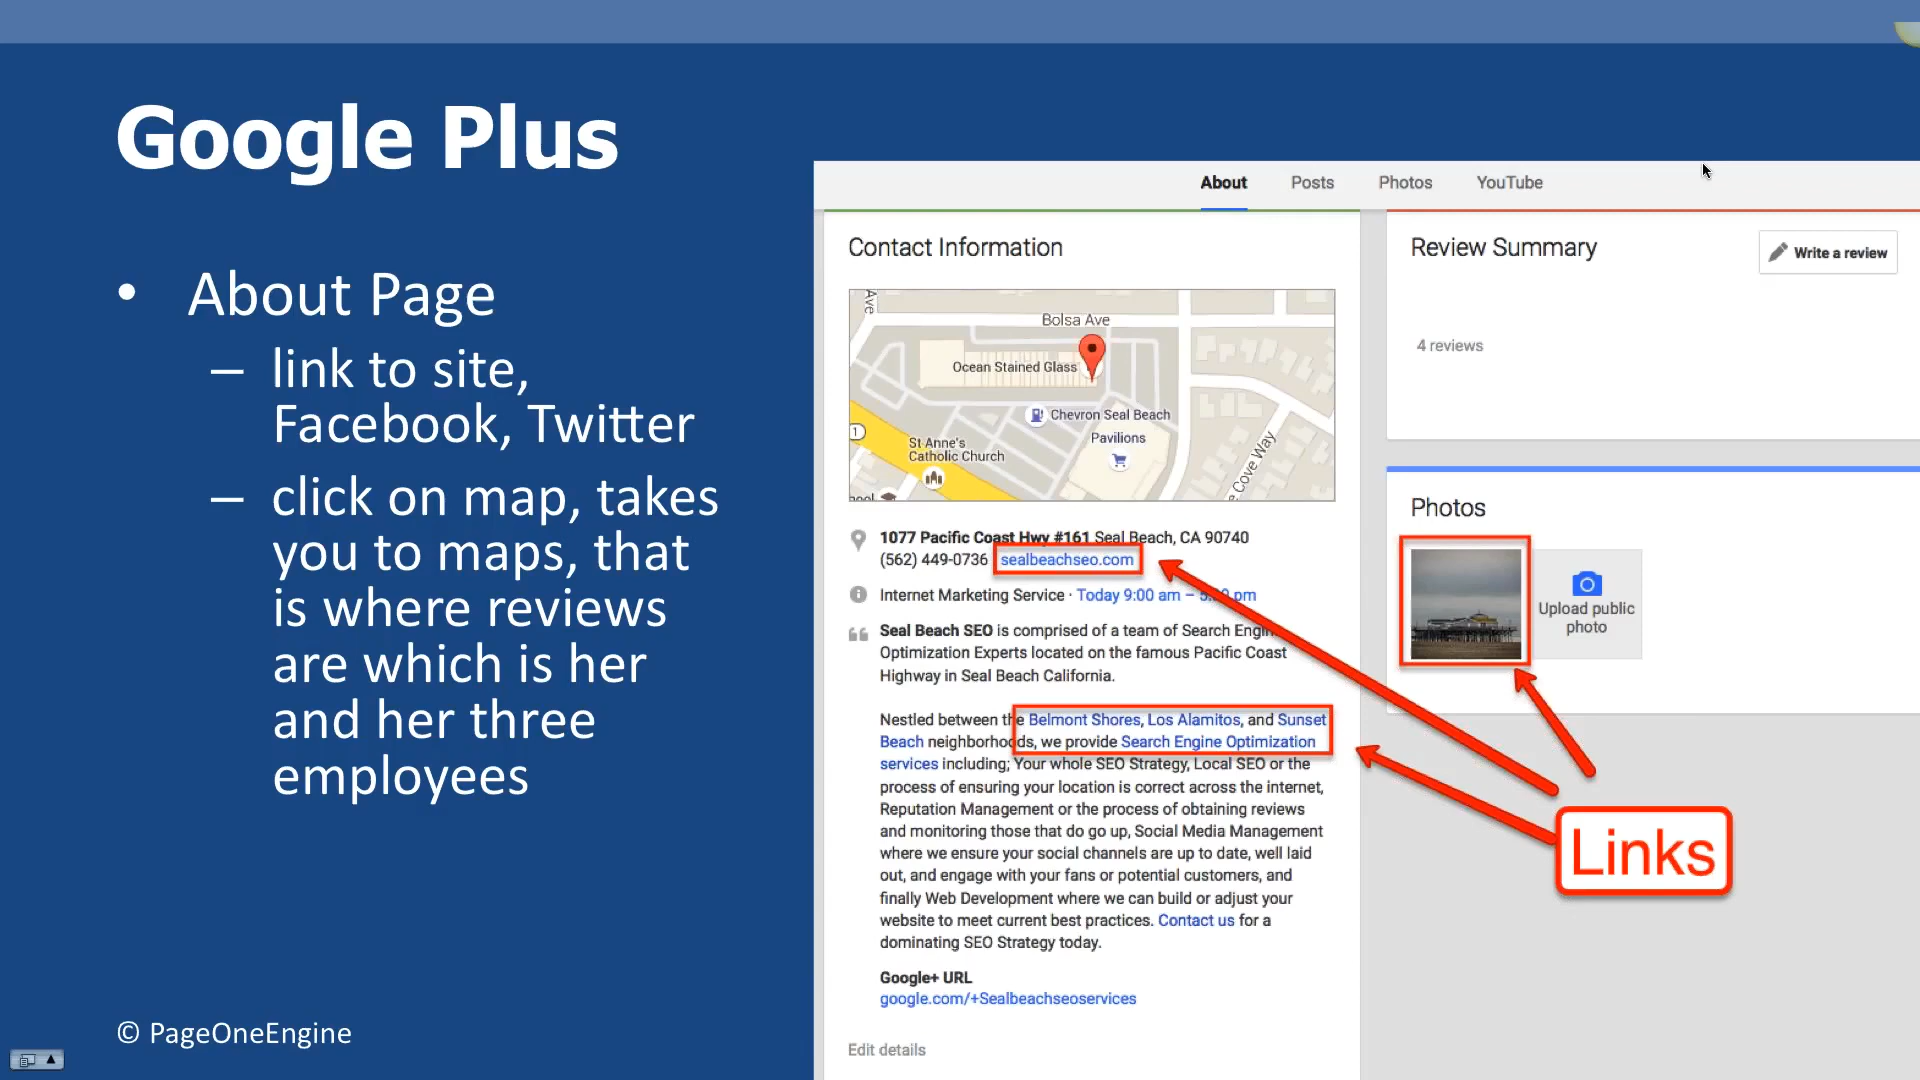 Google Plus
• About Page
– link to site,
Facebook, Twitter
– click on map, takes
you to maps, that
is where reviews
are which is her
and her three
employees
© PageOneEngine
About Posts Photos YouTube
Contact Information
Ave
Bolsa Ave
Ocean Stained Glass
Chevron Seal Beach
Pavilions
1
St Anne's
Catholic Church
e Cove Way
hool
1077 Pacific Coast Hwy #161 Seal Beach, CA 90740
(562) 449-0736 sealbeachseo.com
Internet Marketing Service · Today 9:00 am – 5:00 pm
Seal Beach SEO is comprised of a team of Search Engine
Optimization Experts located on the famous Pacific Coast
Highway in Seal Beach California.
Nestled between the Belmont Shores, Los Alamitos, and Sunset
Beach neighborhoods, we provide Search Engine Optimization
services including; Your whole SEO Strategy, Local SEO or the
process of ensuring your location is correct across the internet,
Reputation Management or the process of obtaining reviews
and monitoring those that do go up, Social Media Management
where we ensure your social channels are up to date, well laid
out, and engage with your fans or potential customers, and
finally Web Development where we can build or adjust your
website to meet current best practices. Contact us for a
dominating SEO Strategy today.
Google+ URL
google.com/+Sealbeachseoservices
Edit details
Review Summary
Write a review
4 reviews
Photos
Upload public
photo
Links